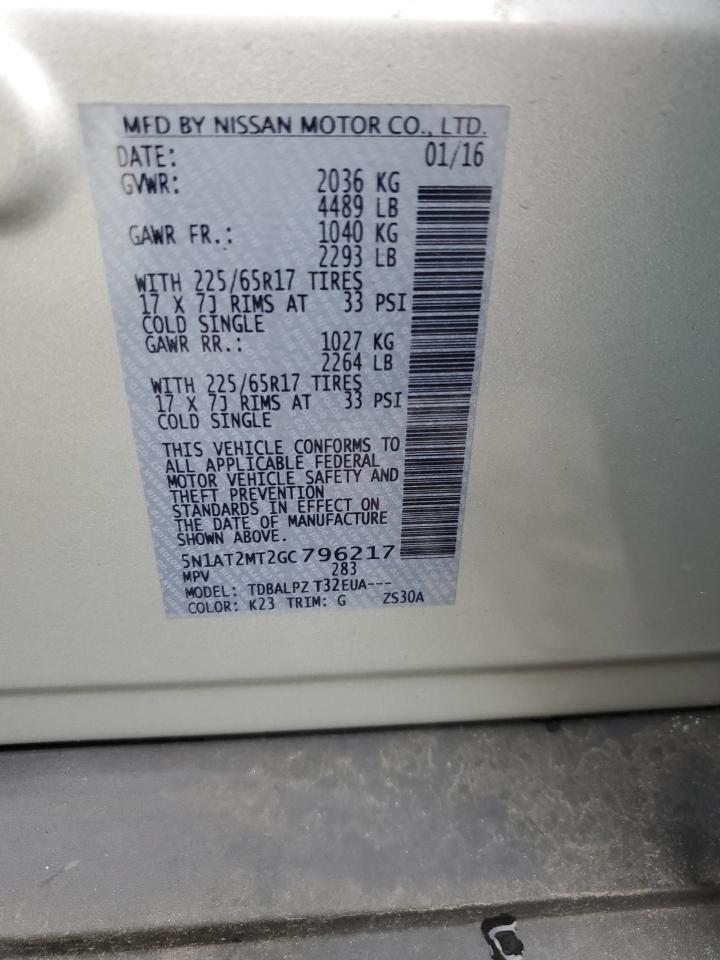 MFD BY NISSAN MOTOR CO., LTD.
DATE: 01/16
GVWR: 2036 KG
4489 LB
GAWR FR.: 1040 KG
2293 LB
WITH 225/65R17 TIRES
17 X 7J RIMS AT 33 PSI
COLD SINGLE
GAWR RR.: 1027 KG
2264 LB
WITH 225/65R17 TIRES
17 X 7J RIMS AT 33 PSI
COLD SINGLE
THIS VEHICLE CONFORMS TO
ALL APPLICABLE FEDERAL
MOTOR VEHICLE SAFETY AND
THEFT PREVENTION
STANDARDS IN EFFECT ON
THE DATE OF MANUFACTURE
SHOWN ABOVE.
5N1AT2MT2GC796217
MPV 283
MODEL: TDBALPZ T32EUA---
COLOR: K23 TRIM: G ZS30A